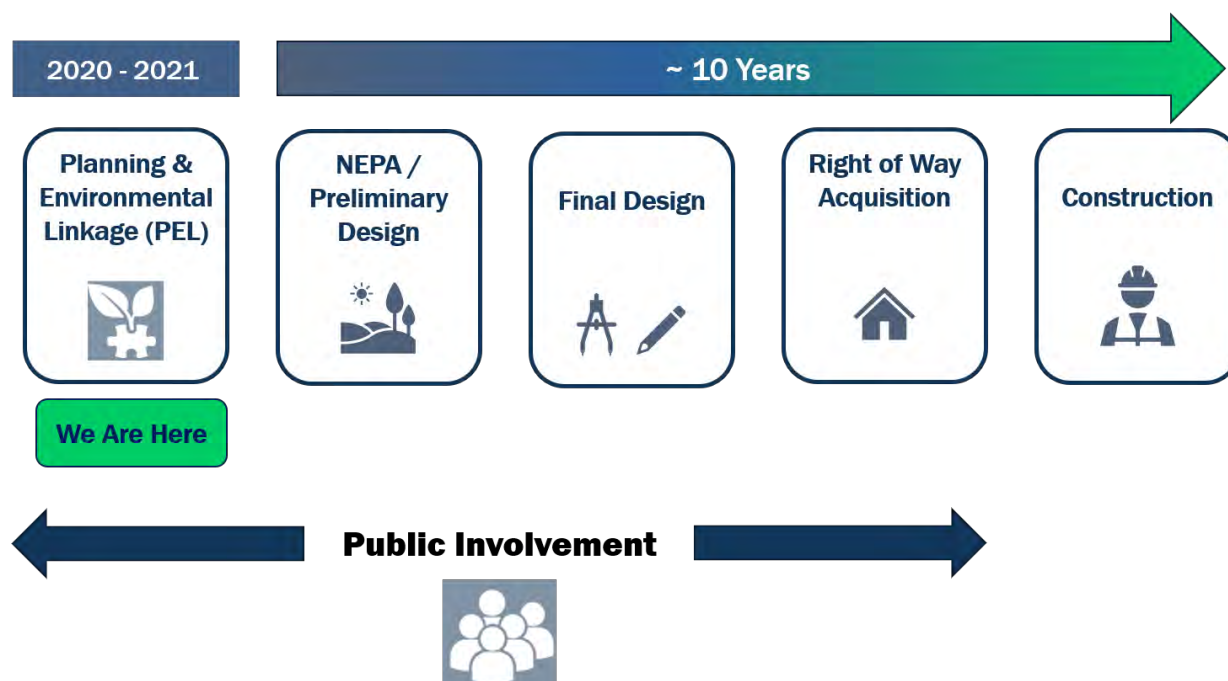 2020 - 2021
~ 10 Years
Planning &
Environmental
Linkage (PEL)
NEPA /
Preliminary
Design
Final Design
Right of Way
Acquisition
Construction
We Are Here
Public Involvement